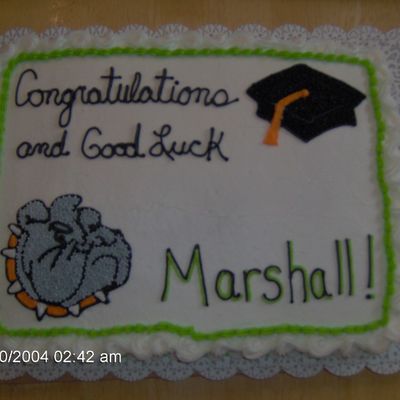 Congratulations
and Good Luck
Marshall!
0/2004 02:42 am